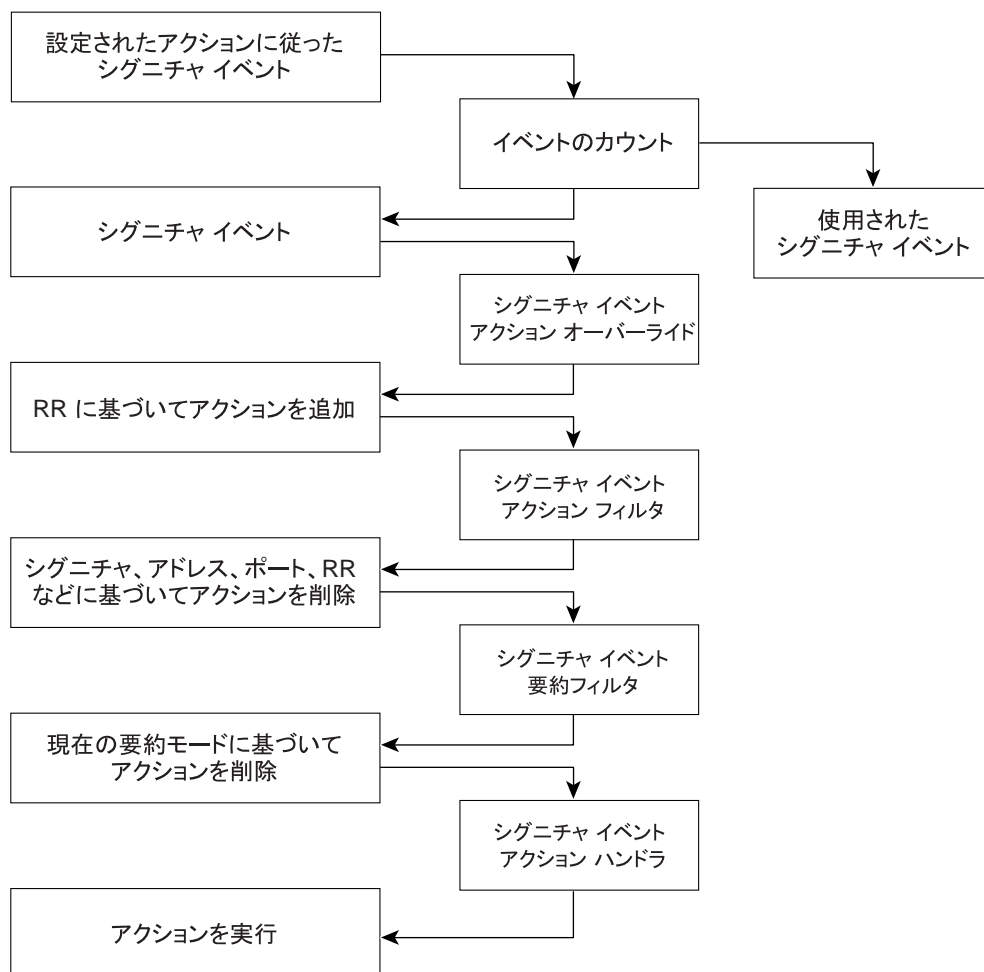 設定されたアクションに従った
シグニチャ イベント
イベントのカウント
シグニチャ イベント
使用された
シグニチャ イベント
シグニチャ イベント
アクション オーバーライド
RR に基づいてアクションを追加
シグニチャ イベント
アクション フィルタ
シグニチャ、アドレス、ポート、RR
などに基づいてアクションを削除
シグニチャ イベント
要約フィルタ
現在の要約モードに基づいて
アクションを削除
シグニチャ イベント
アクション ハンドラ
アクションを実行